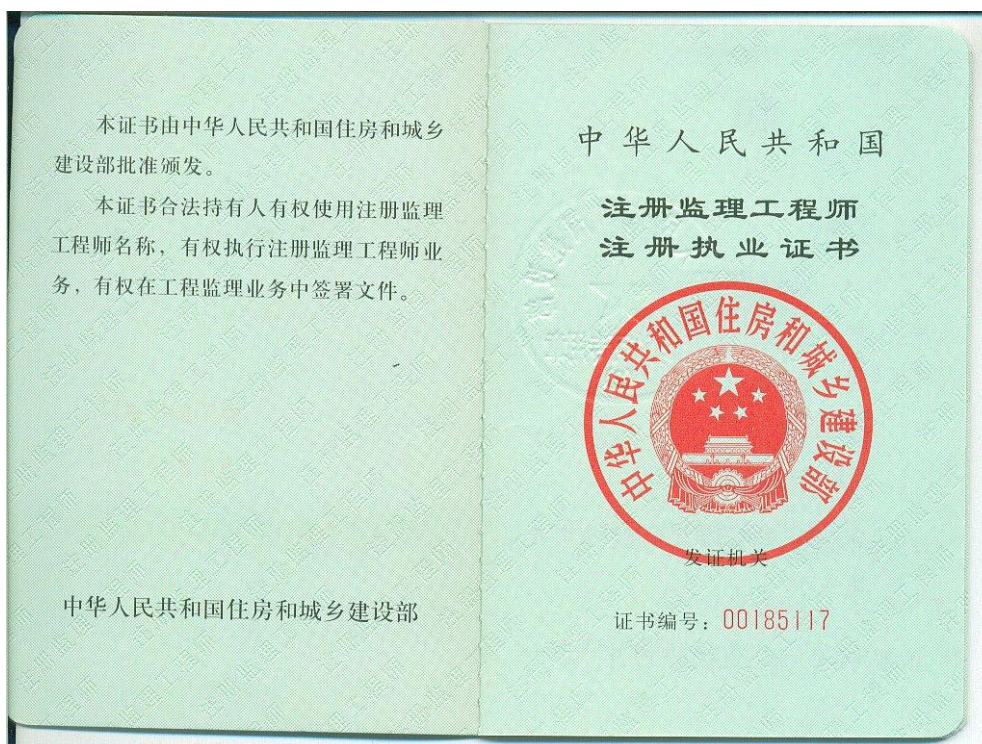 本证书由中华人民共和国住房和城乡
建设部批准颁发。
本证书合法持有人有权使用注册监理
工程师名称，有权执行注册监理工程师业
务，有权在工程监理业务中签署文件。
中华人民共和国住房和城乡建设部
中华人民共和国
注册监理工程师
注册执业证书
中华人民共和国住房和城乡建设部
发证机关
证书编号：00185117